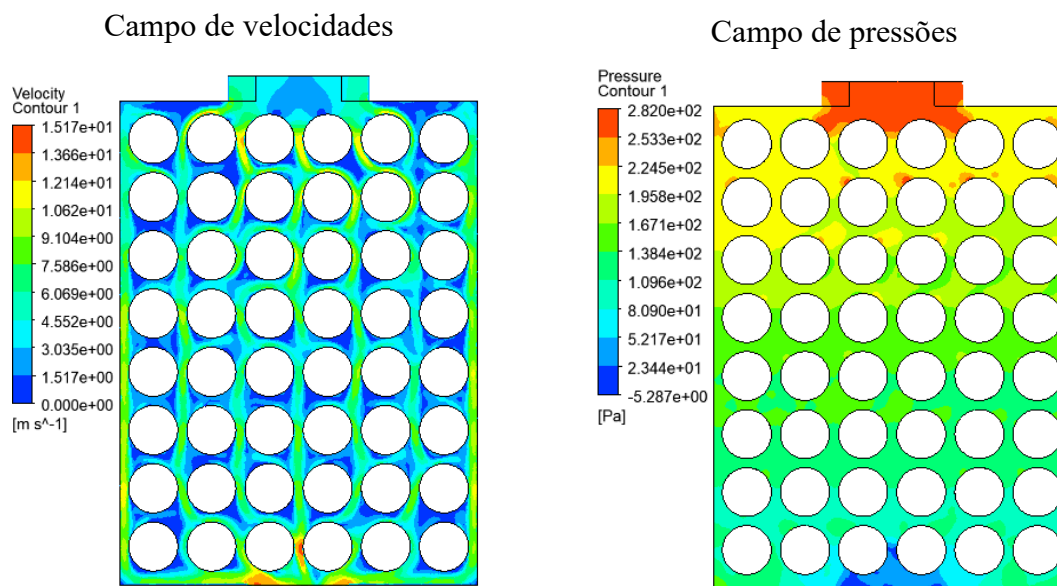 Campo de velocidades
Velocity
Contour 1
1.517e+01
1.366e+01
1.214e+01
1.062e+01
9.104e+00
7.586e+00
6.069e+00
4.552e+00
3.035e+00
1.517e+00
0.000e+00
[m s^-1]
Campo de pressões
Pressure
Contour 1
2.820e+02
2.533e+02
2.245e+02
1.958e+02
1.671e+02
1.384e+02
1.096e+02
8.090e+01
5.217e+01
2.344e+01
-5.287e+00
[Pa]